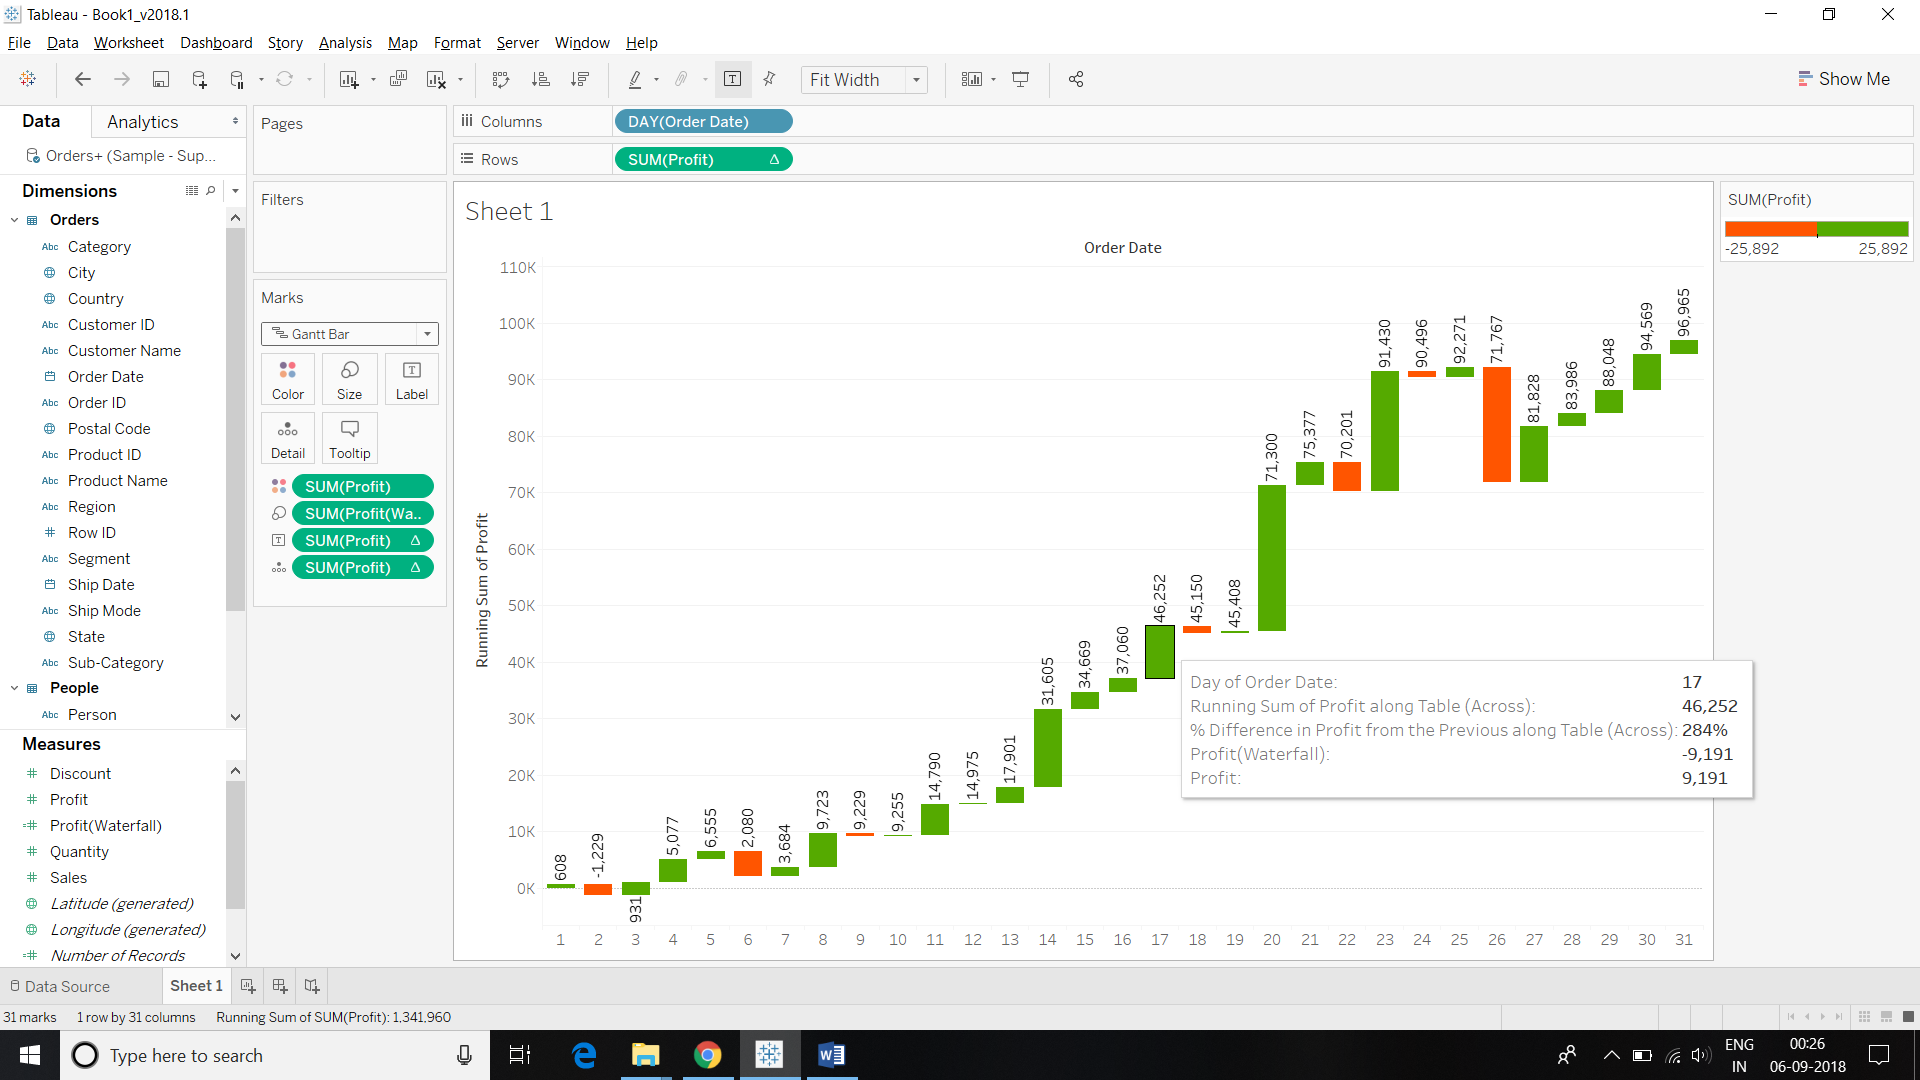 Tableau - Book1_v2018.1
File Data Worksheet Dashboard Story Analysis Map Format Server Window Help
Fit Width
Show Me
Data Analytics
Orders+ (Sample - Sup...
Dimensions
Orders
Abc Category
City
Country
Abc Customer ID
Abc Customer Name
Order Date
Abc Order ID
Postal Code
Abc Product ID
Abc Product Name
Abc Region
# Row ID
Abc Segment
Ship Date
Abc Ship Mode
State
Abc Sub-Category
People
Abc Person
Measures
# Discount
# Profit
=# Profit(Waterfall)
# Quantity
# Sales
Latitude (generated)
Longitude (generated)
=# Number of Records
Pages
Filters
Marks
Gantt Bar
Color Size Label
Detail Tooltip
SUM(Profit)
SUM(Profit(Wa..
SUM(Profit) Δ
SUM(Profit) Δ
Columns DAY(Order Date)
Rows SUM(Profit) Δ
Sheet 1
Order Date
Running Sum of Profit
110K
100K
90K
80K
70K
60K
50K
40K
30K
20K
10K
0K
608
-1,229
931
5,077
6,555
2,080
3,684
9,723
9,229
9,255
14,790
14,975
17,901
31,605
34,669
37,060
46,252
45,150
45,408
71,300
75,377
70,201
91,430
90,496
92,271
71,767
81,828
83,986
88,048
94,569
96,965
1 2 3 4 5 6 7 8 9 10 11 12 13 14 15 16 17 18 19 20 21 22 23 24 25 26 27 28 29 30 31
Day of Order Date: 17
Running Sum of Profit along Table (Across): 46,252
% Difference in Profit from the Previous along Table (Across): 284%
Profit(Waterfall): -9,191
Profit: 9,191
SUM(Profit)
-25,892 25,892
Data Source Sheet 1
31 marks 1 row by 31 columns Running Sum of SUM(Profit): 1,341,960
Type here to search
ENG
IN
00:26
06-09-2018